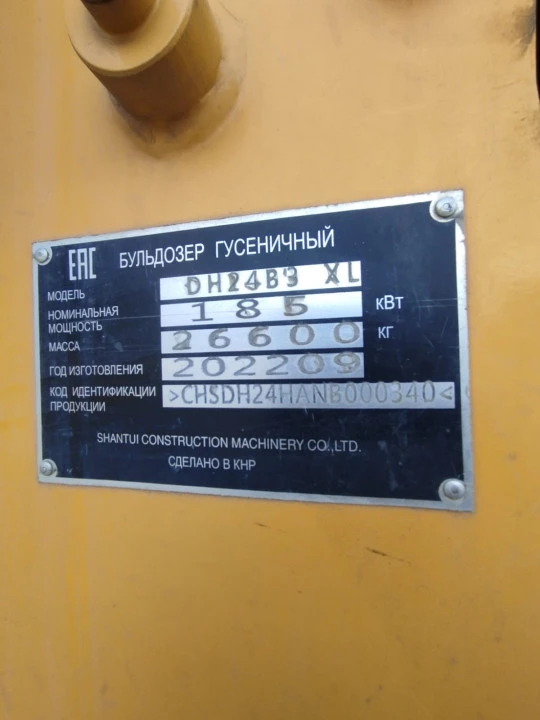 EAC БУЛЬДОЗЕР ГУСЕНИЧНЫЙ
МОДЕЛЬ DH24B3 XL
НОМИНАЛЬНАЯ МОЩНОСТЬ 185 кВт
МАССА 26600 КГ
ГОД ИЗГОТОВЛЕНИЯ 202209
КОД ИДЕНТИФИКАЦИИ ПРОДУКЦИИ >CHSDH24HANB000340<
SHANTUI CONSTRUCTION MACHINERY CO.,LTD.
СДЕЛАНО В КНР